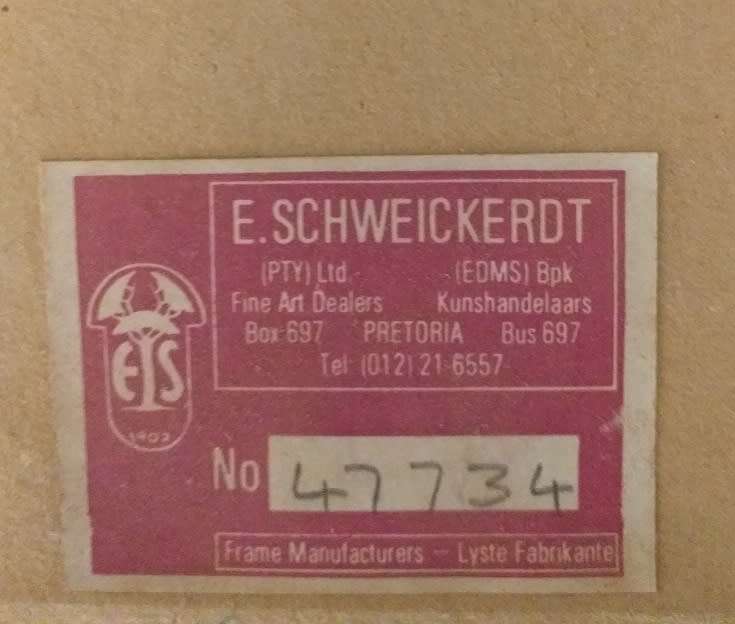 E. SCHWEICKERDT
(PTY) Ltd. (EDMS) Bpk
Fine Art Dealers Kunshandelaars
Box 697 PRETORIA Bus 697
Tel (012) 21-6557
E S
1902
No 47734
Frame Manufacturers – Lyste Fabrikante